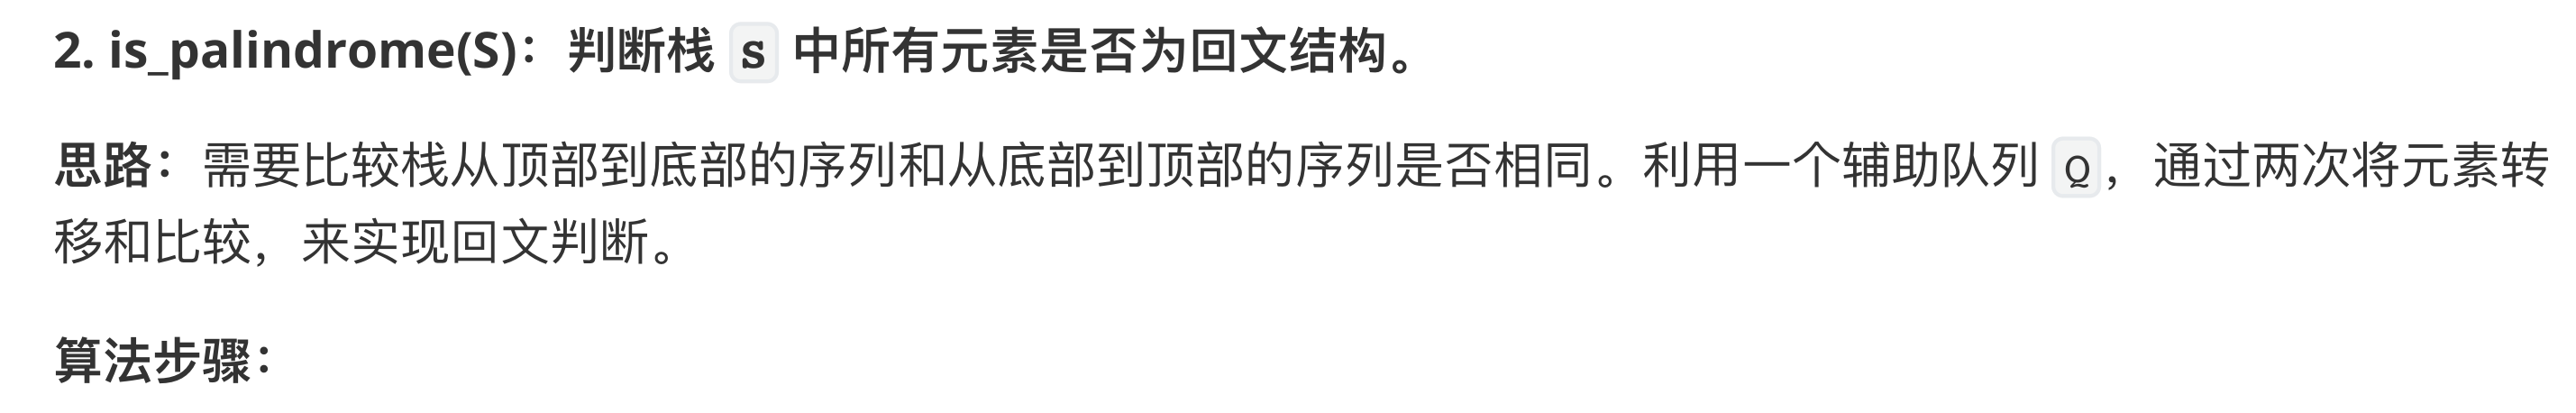 2. is_palindrome(S)：判断栈 S 中所有元素是否为回文结构。
思路：需要比较栈从顶部到底部的序列和从底部到顶部的序列是否相同。利用一个辅助队列 Q，通过两次将元素转
移和比较，来实现回文判断。
算法步骤：